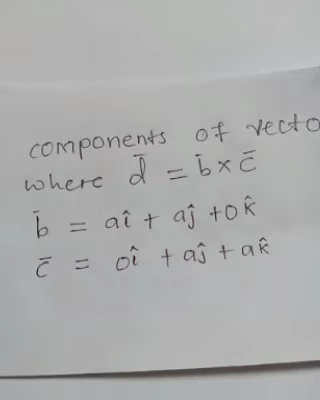 components of vecto
where d̄ = b̄ × c̄
b̄ = aî + aĵ + 0k̂
c̄ = 0î + aĵ + ak̂